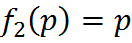 𝑓₂(𝑝) = 𝑝